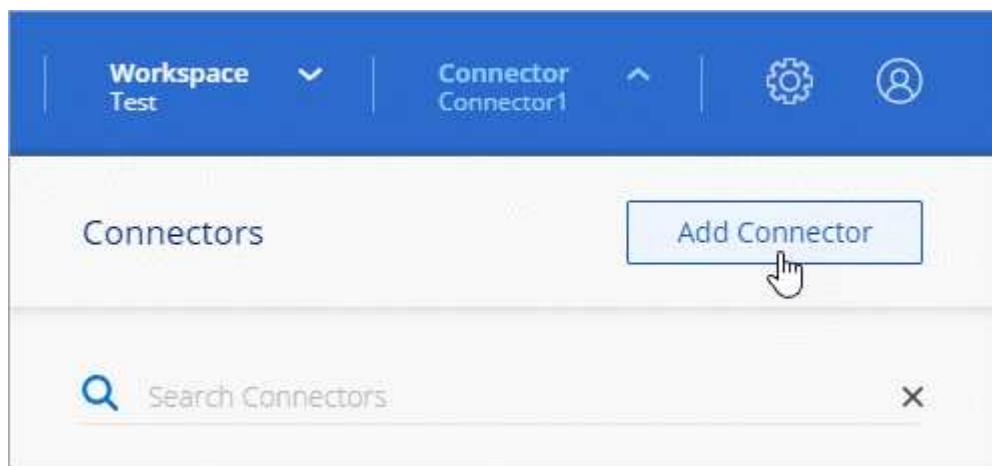 Workspace
Test
Connector
Connector1
Connectors
Add Connector
Search Connectors